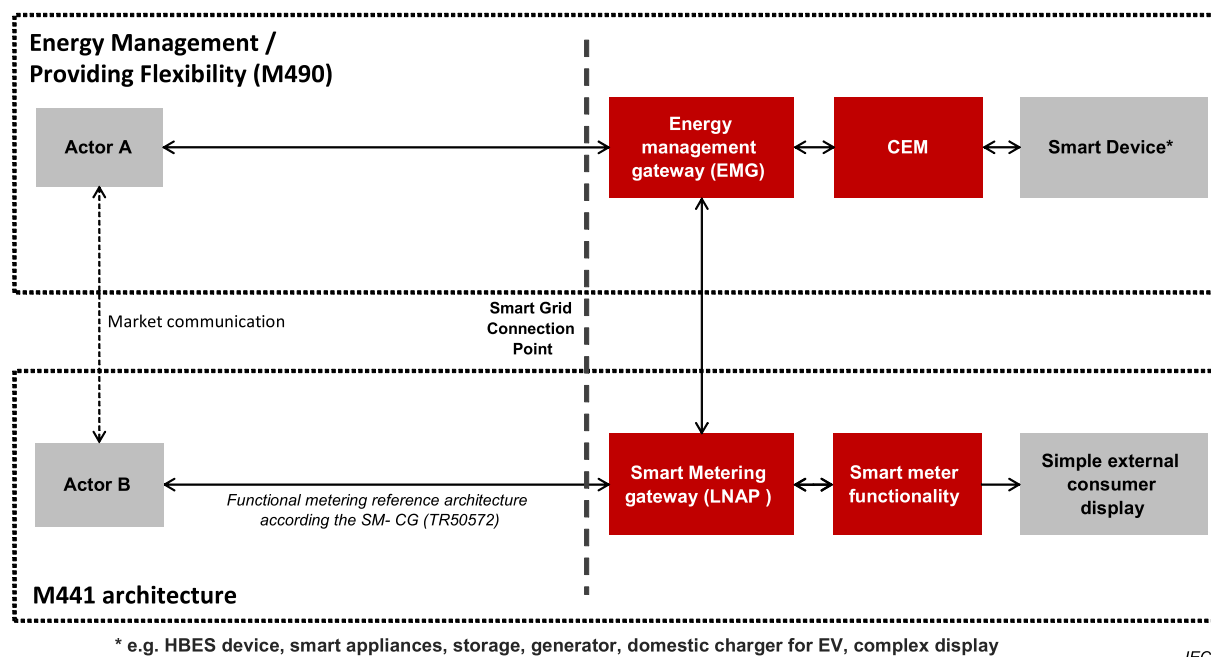 Energy Management /
Providing Flexibility (M490)
Actor A
Energy
management
gateway (EMG)
CEM
Smart Device*
Market communication
Smart Grid
Connection
Point
Actor B
Functional metering reference architecture
according the SM- CG (TR50572)
Smart Metering
gateway (LNAP )
Smart meter
functionality
Simple external
consumer
display
M441 architecture
* e.g. HBES device, smart appliances, storage, generator, domestic charger for EV, complex display
IEC